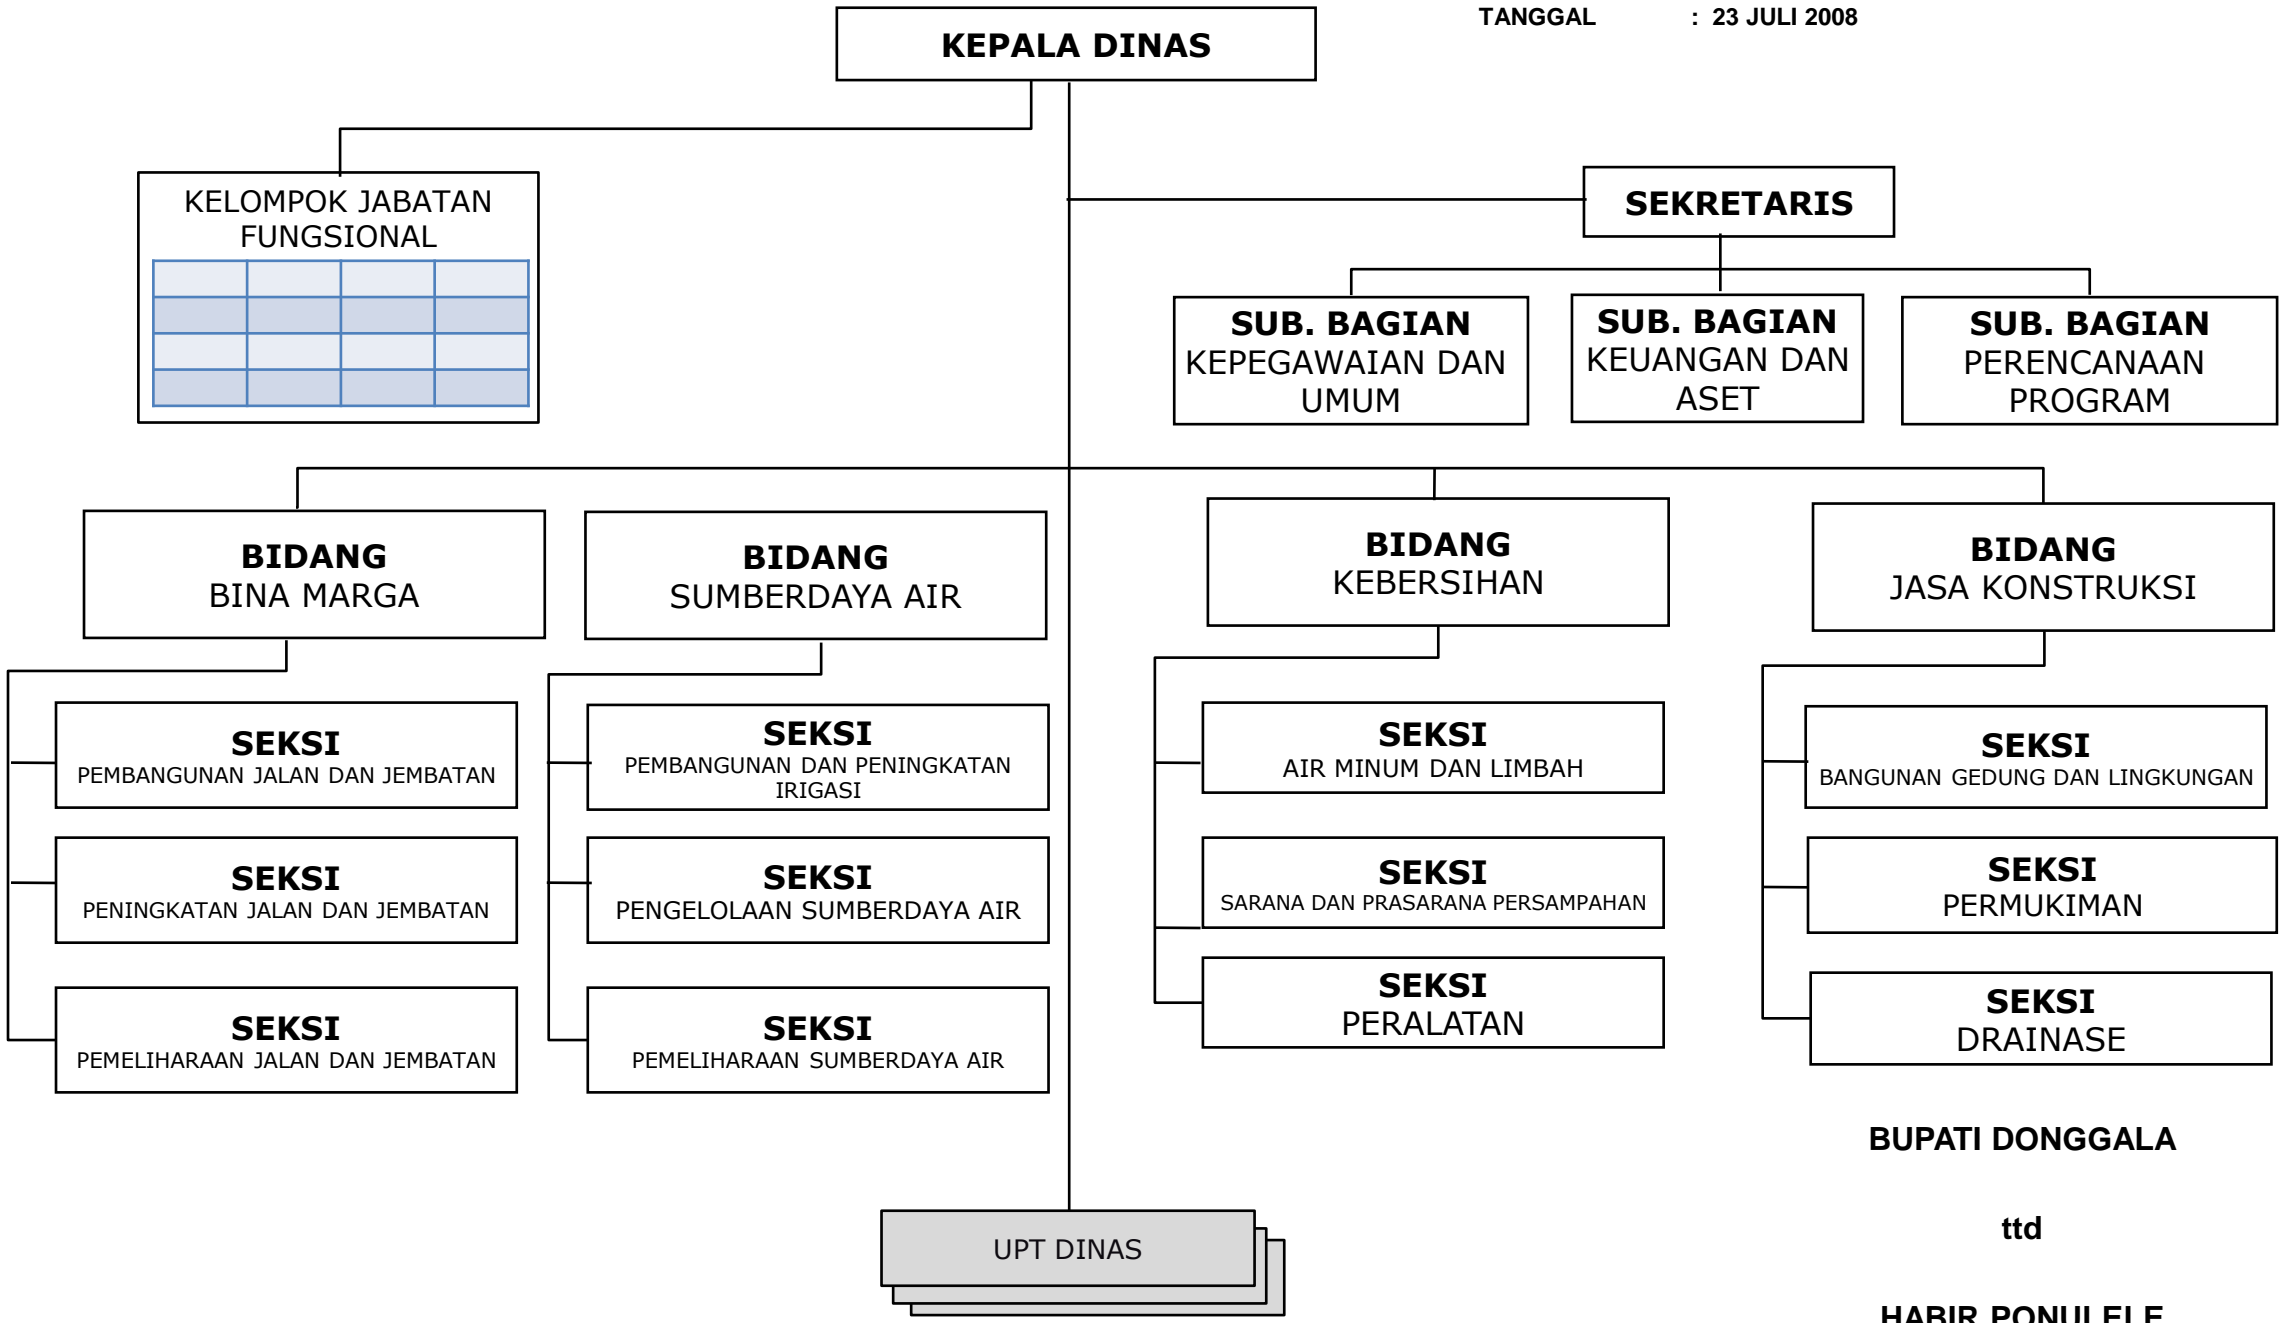 TANGGAL : 23 JULI 2008
KEPALA DINAS
KELOMPOK JABATAN
FUNGSIONAL
SEKRETARIS
SUB. BAGIAN
KEPEGAWAIAN DAN
UMUM
SUB. BAGIAN
KEUANGAN DAN
ASET
SUB. BAGIAN
PERENCANAAN
PROGRAM
BIDANG
BINA MARGA
BIDANG
SUMBERDAYA AIR
BIDANG
KEBERSIHAN
BIDANG
JASA KONSTRUKSI
SEKSI
PEMBANGUNAN JALAN DAN JEMBATAN
SEKSI
PENINGKATAN JALAN DAN JEMBATAN
SEKSI
PEMELIHARAAN JALAN DAN JEMBATAN
SEKSI
PEMBANGUNAN DAN PENINGKATAN
IRIGASI
SEKSI
PENGELOLAAN SUMBERDAYA AIR
SEKSI
PEMELIHARAAN SUMBERDAYA AIR
SEKSI
AIR MINUM DAN LIMBAH
SEKSI
SARANA DAN PRASARANA PERSAMPAHAN
SEKSI
PERALATAN
SEKSI
BANGUNAN GEDUNG DAN LINGKUNGAN
SEKSI
PERMUKIMAN
SEKSI
DRAINASE
UPT DINAS
BUPATI DONGGALA
ttd
HABIR PONULELE